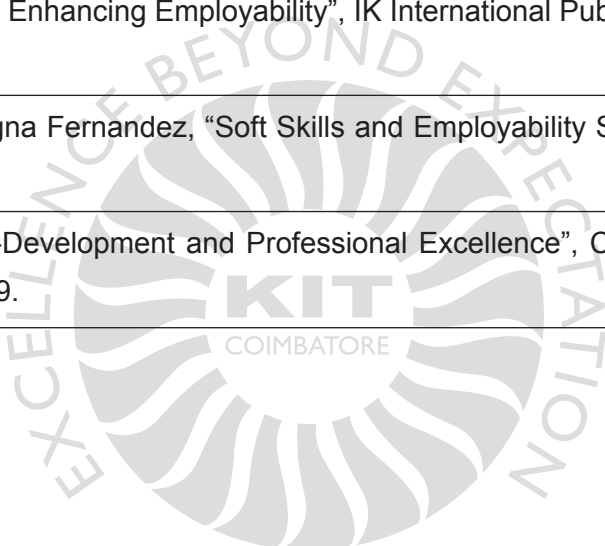 Enhancing Employability”, IK International Pub
gna Fernandez, “Soft Skills and Employability S
-Development and Professional Excellence”, C
9.
EXCELLENCE BEYOND EXPECTATION
KIT
COIMBATORE